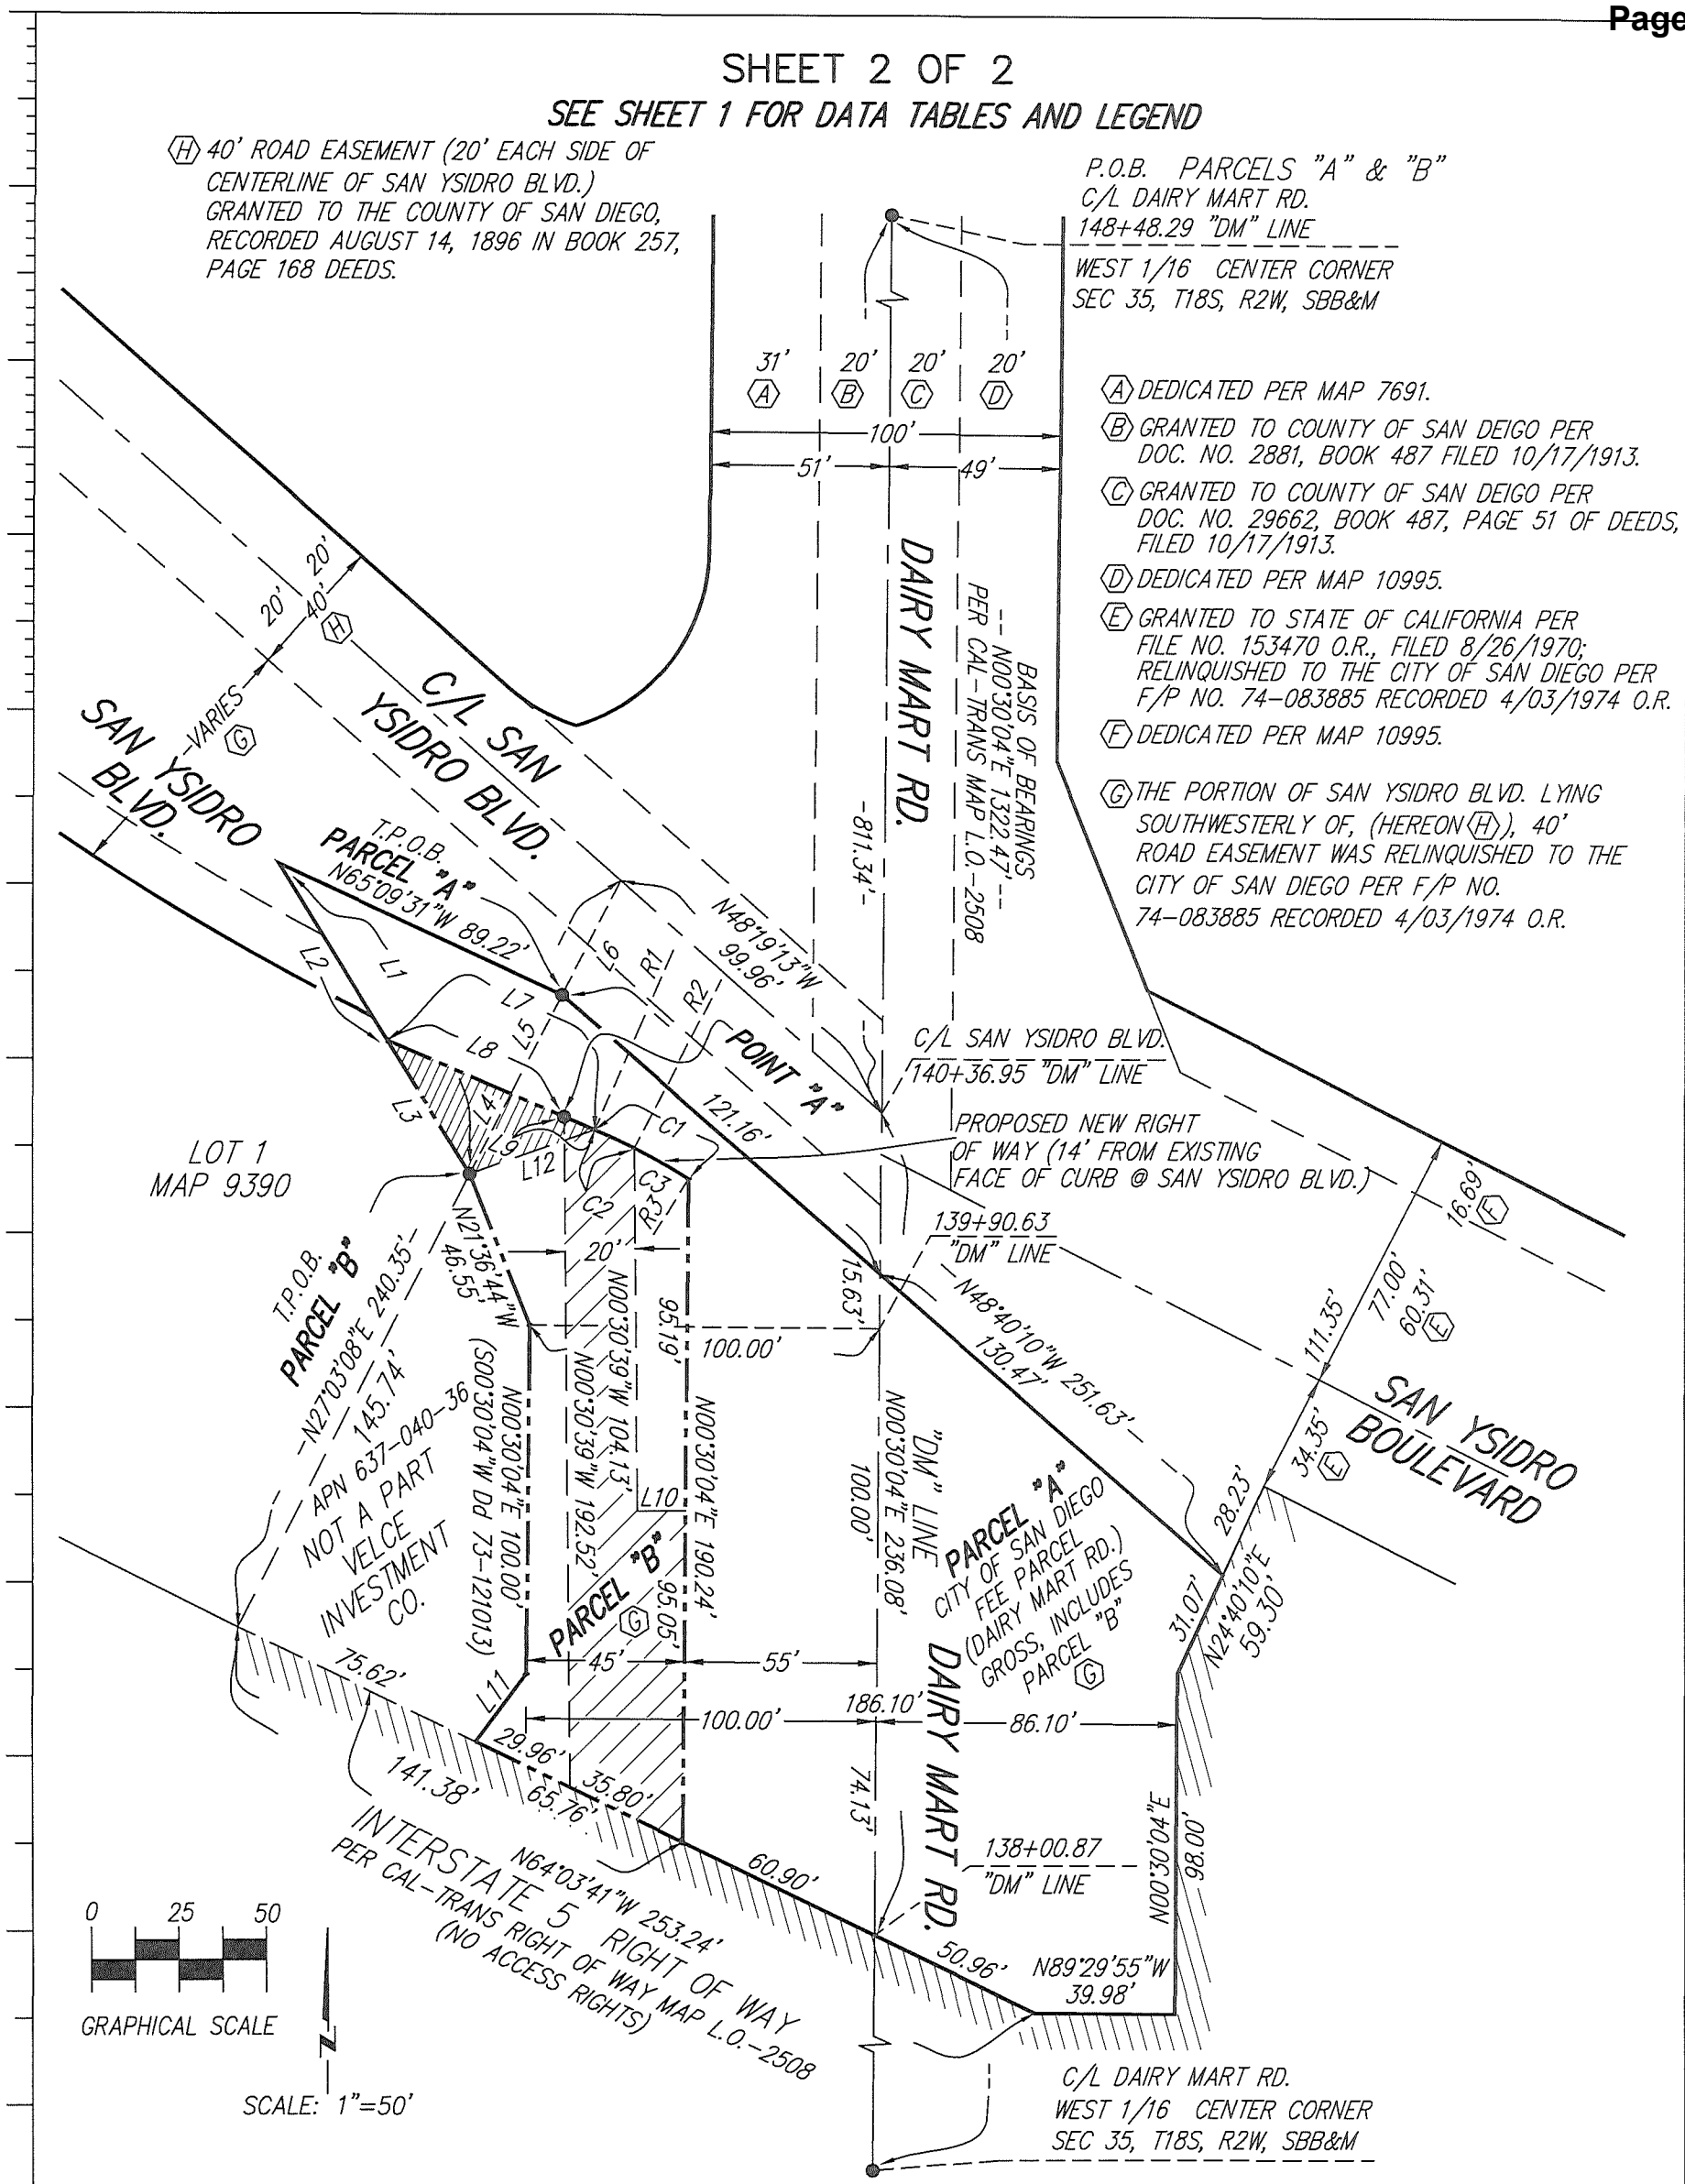 Page
SHEET 2 OF 2
SEE SHEET 1 FOR DATA TABLES AND LEGEND
H 40' ROAD EASEMENT (20' EACH SIDE OF
CENTERLINE OF SAN YSIDRO BLVD.)
GRANTED TO THE COUNTY OF SAN DIEGO,
RECORDED AUGUST 14, 1896 IN BOOK 257,
PAGE 168 DEEDS.
P.O.B. PARCELS "A" & "B"
C/L DAIRY MART RD.
148+48.29 "DM" LINE
WEST 1/16 CENTER CORNER
SEC 35, T18S, R2W, SBB&M
31' 20' 20' 20'
A B C D
100'
51' 49'
A DEDICATED PER MAP 7691.
B GRANTED TO COUNTY OF SAN DEIGO PER
DOC. NO. 2881, BOOK 487 FILED 10/17/1913.
C GRANTED TO COUNTY OF SAN DEIGO PER
DOC. NO. 29662, BOOK 487, PAGE 51 OF DEEDS,
FILED 10/17/1913.
D DEDICATED PER MAP 10995.
E GRANTED TO STATE OF CALIFORNIA PER
FILE NO. 153470 O.R., FILED 8/26/1970;
RELINQUISHED TO THE CITY OF SAN DIEGO PER
F/P NO. 74-083885 RECORDED 4/03/1974 O.R.
F DEDICATED PER MAP 10995.
G THE PORTION OF SAN YSIDRO BLVD. LYING
SOUTHWESTERLY OF, (HEREON H), 40'
ROAD EASEMENT WAS RELINQUISHED TO THE
CITY OF SAN DIEGO PER F/P NO.
74-083885 RECORDED 4/03/1974 O.R.
20'
20' 40'
H
VARIES
G
SAN YSIDRO
BLVD.
C/L SAN
YSIDRO BLVD.
DAIRY MART RD.
BASIS OF BEARINGS
-- N00°30'04"E 1322.47' --
PER CAL-TRANS MAP L.O.-2508
-811.34'-
T.P.O.B.
PARCEL "A"
N65°09'31"W 89.22'
N48°19'13"W
99.96'
L1
L2
L3
L4
L5
L6
L7
L8
L9
L12
R1
R2
R3
C1
C2
C3
POINT "A"
121.16'
C/L SAN YSIDRO BLVD.
140+36.95 "DM" LINE
PROPOSED NEW RIGHT
OF WAY (14' FROM EXISTING
FACE OF CURB @ SAN YSIDRO BLVD.)
139+90.63
"DM" LINE
LOT 1
MAP 9390
16.69'
F
77.00'
60.31'
E
111.35'
34.35'
E
SAN YSIDRO
BOULEVARD
28.23'
31.07'
N24°40'10"E
59.30'
T.P.O.B.
PARCEL "B"
-N27°03'08"E 240.35'-
145.74'
N21°36'44"W
46.55'
20'
15.63'
100.00'
N48°40'10"W 251.63'
130.47'
95.19'
N00°30'39"W 104.13'
N00°30'39"W 192.52'
N00°30'04"E 100.00'
(S00°30'04"W Dd 73-121013)
L10
N00°30'04"E 190.24'
95.05'
"DM" LINE
N00°30'04"E 236.08'
100.00'
APN 637-040-36
NOT A PART
VELCE
INVESTMENT
CO.
PARCEL "B"
G
PARCEL "A"
CITY OF SAN DIEGO
FEE PARCEL
(DAIRY MART RD.)
GROSS, INCLUDES
PARCEL "B"
G
75.62'
L11
45' 55'
186.10'
100.00' 86.10'
29.96'
35.80'
65.76'
141.38'
60.90'
74.13'
DAIRY MART RD.
138+00.87
"DM" LINE
50.96'
N89°29'55"W
39.98'
N00°30'04"E
98.00'
N64°03'41"W 253.24'
INTERSTATE 5 RIGHT OF WAY
PER CAL-TRANS RIGHT OF WAY MAP L.O.-2508
(NO ACCESS RIGHTS)
0 25 50
GRAPHICAL SCALE
N
SCALE: 1"=50'
C/L DAIRY MART RD.
WEST 1/16 CENTER CORNER
SEC 35, T18S, R2W, SBB&M